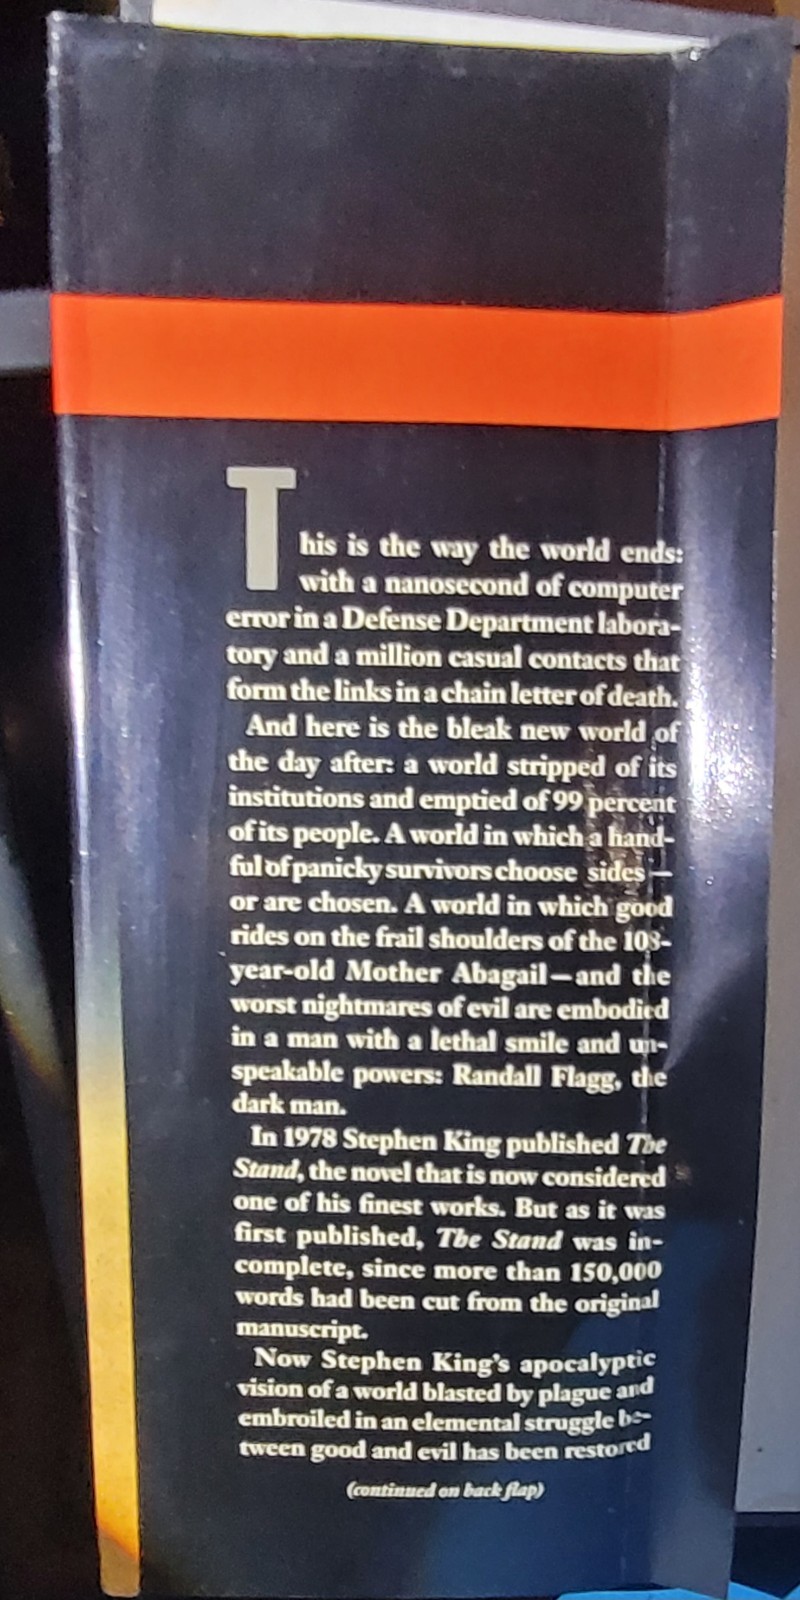 This is the way the world ends:
with a nanosecond of computer
error in a Defense Department labora-
tory and a million casual contacts that
form the links in a chain letter of death.
And here is the bleak new world of
the day after: a world stripped of its
institutions and emptied of 99 percent
of its people. A world in which a hand-
ful of panicky survivors choose sides—
or are chosen. A world in which good
rides on the frail shoulders of the 108-
year-old Mother Abagail—and the
worst nightmares of evil are embodied
in a man with a lethal smile and un-
speakable powers: Randall Flagg, the
dark man.
In 1978 Stephen King published The
Stand, the novel that is now considered
one of his finest works. But as it was
first published, The Stand was in-
complete, since more than 150,000
words had been cut from the original
manuscript.
Now Stephen King's apocalyptic
vision of a world blasted by plague and
embroiled in an elemental struggle be-
tween good and evil has been restored
(continued on back flap)